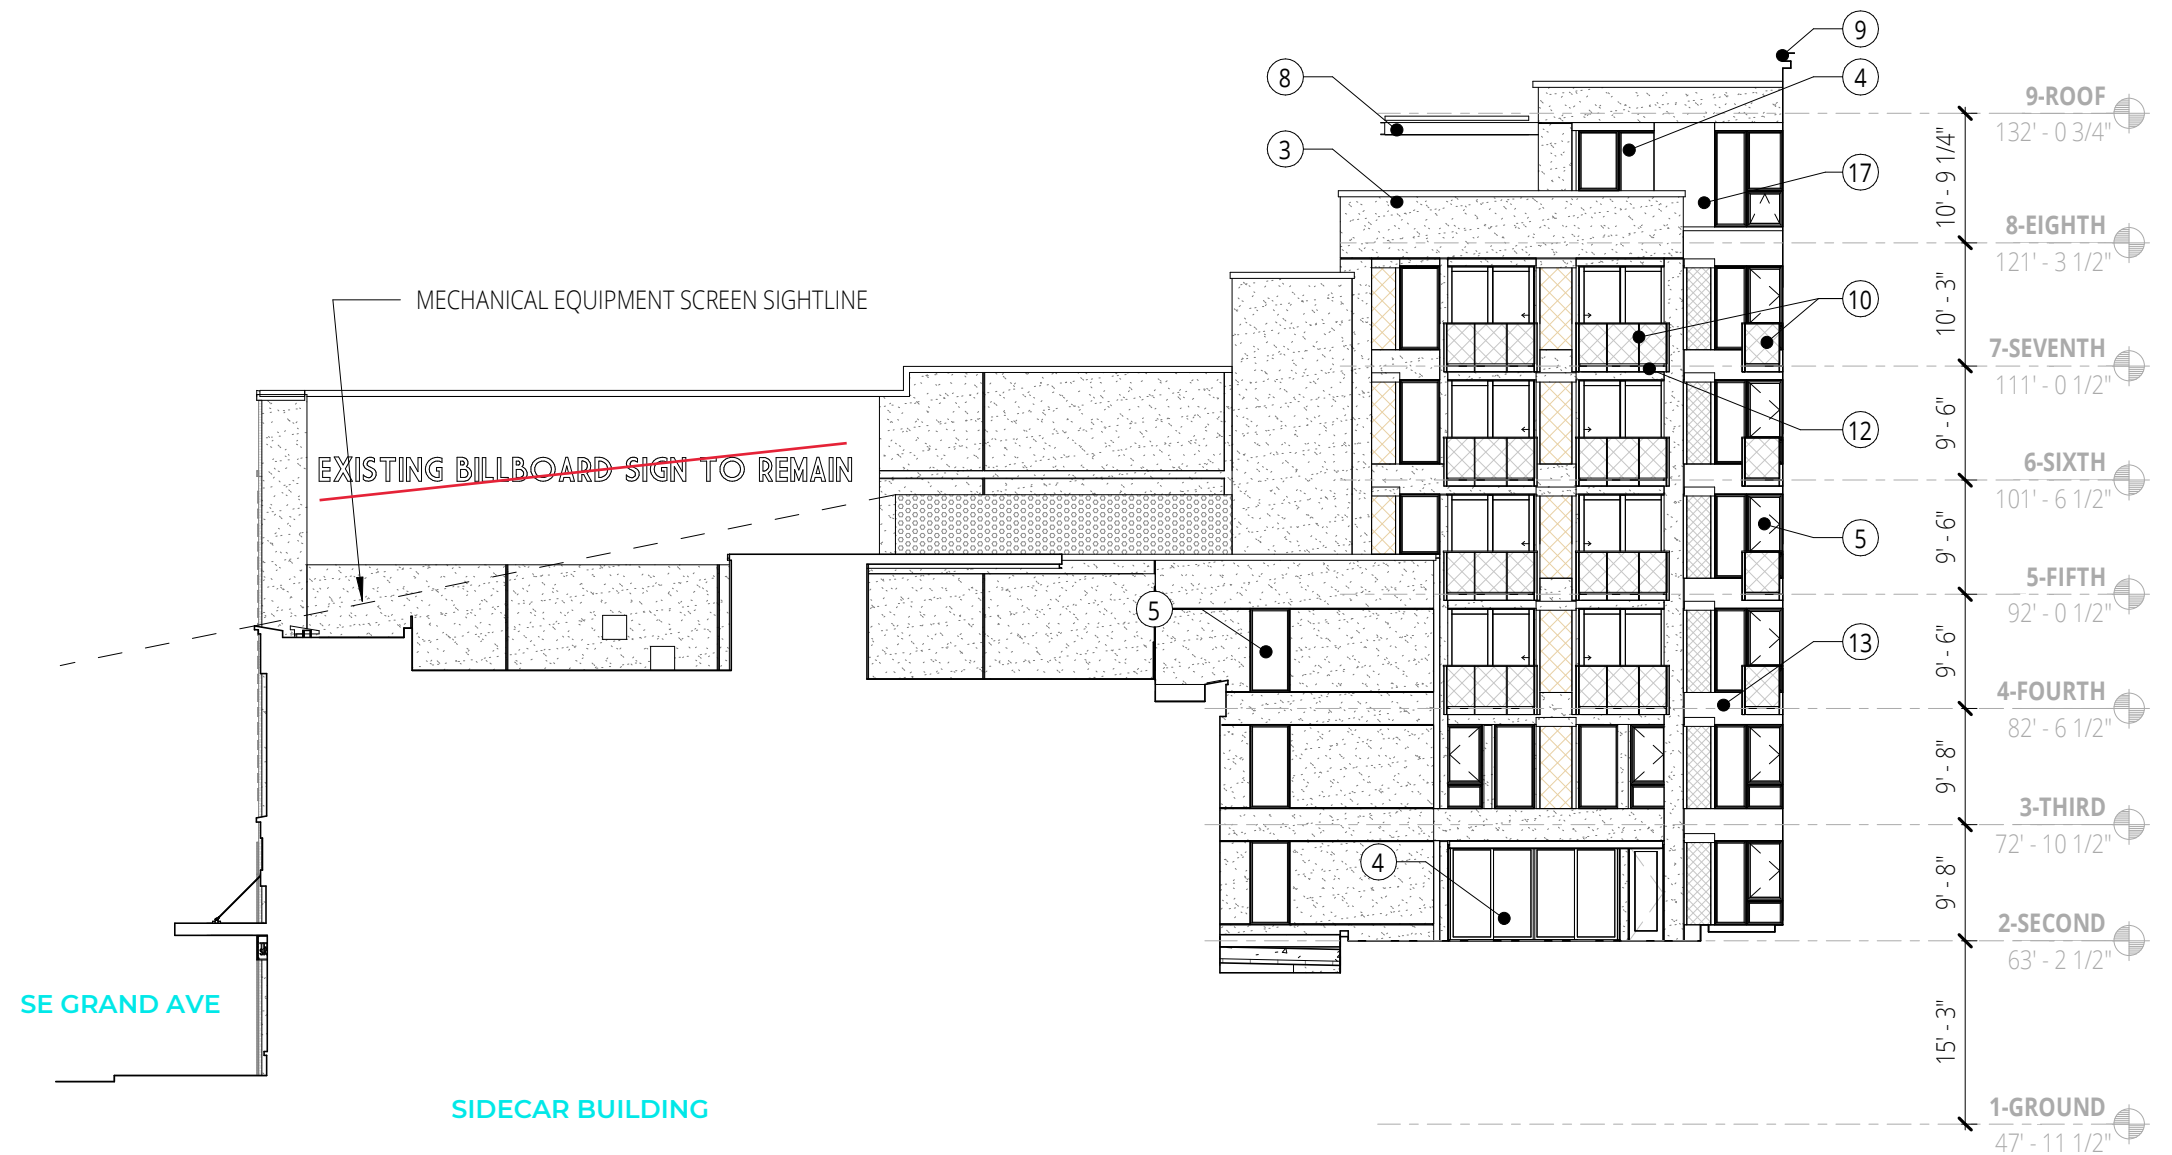 9
8
4
9-ROOF
132' - 0 3/4"
3
10' - 9 1/4"
17
8-EIGHTH
121' - 3 1/2"
MECHANICAL EQUIPMENT SCREEN SIGHTLINE
10
10' - 3"
7-SEVENTH
111' - 0 1/2"
12
9' - 6"
EXISTING BILLBOARD SIGN TO REMAIN
6-SIXTH
101' - 6 1/2"
5
9' - 6"
5-FIFTH
92' - 0 1/2"
5
13
9' - 6"
4-FOURTH
82' - 6 1/2"
9' - 8"
3-THIRD
72' - 10 1/2"
4
9' - 8"
2-SECOND
63' - 2 1/2"
SE GRAND AVE
15' - 3"
SIDECAR BUILDING
1-GROUND
47' - 11 1/2"